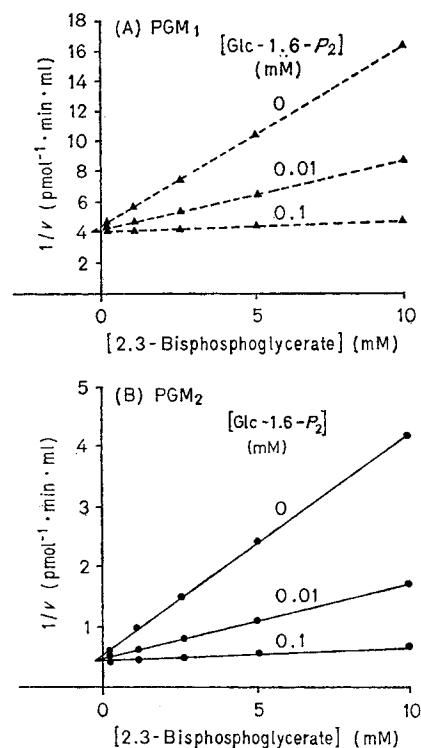 (A) PGM1
[Glc-1.6-P2]
(mM)
18
16
14
12
10
8
6
4
2
0
0.01
0.1
1/v (pmol⁻¹·min·ml)
0 5 10
[2.3-Bisphosphoglycerate] (mM)
(B) PGM2
[Glc-1.6-P2]
(mM)
5
4
3
2
1
0
0.01
0.1
1/v (pmol⁻¹·min·ml)
0 5 10
[2.3-Bisphosphoglycerate] (mM)